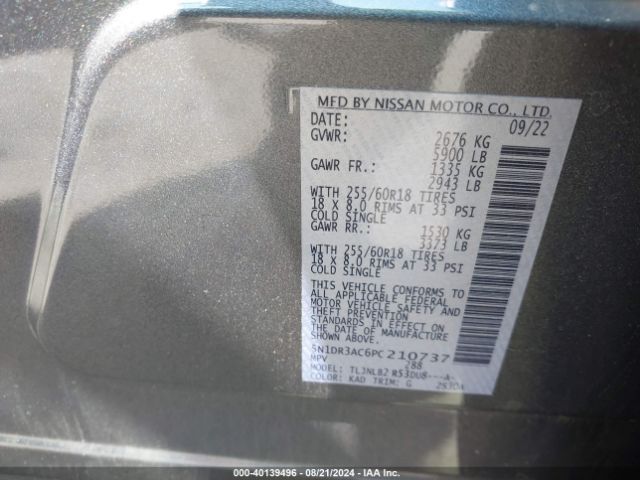 MFD BY NISSAN MOTOR CO., LTD.
DATE: 09/22
GVWR: 2676 KG
5900 LB
GAWR FR.: 1335 KG
2943 LB
WITH 255/60R18 TIRES
18 X 8.0 RIMS AT 33 PSI
COLD SINGLE
GAWR RR.: 1530 KG
3373 LB
WITH 255/60R18 TIRES
18 X 8.0 RIMS AT 33 PSI
COLD SINGLE
THIS VEHICLE CONFORMS TO
ALL APPLICABLE FEDERAL
MOTOR VEHICLE SAFETY AND
THEFT PREVENTION
STANDARDS IN EFFECT ON
THE DATE OF MANUFACTURE
SHOWN ABOVE.
5N1DR3AC6PC210737
MPV 288
MODEL: TLJNLB2 R53DU8---A-
COLOR: KAD TRIM: G
000-40139496 - 08/21/2024 - IAA Inc.